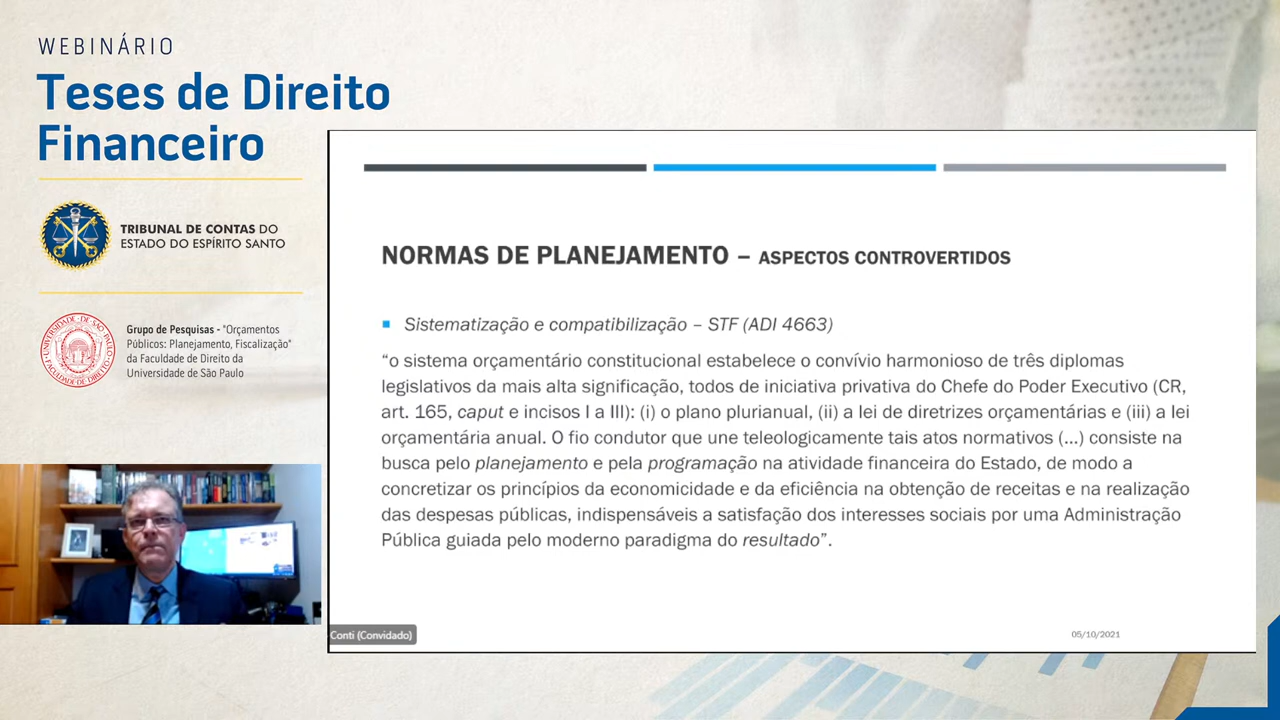 WEBINÁRIO
Teses de Direito
Financeiro
TRIBUNAL DE CONTAS DO
ESTADO DO ESPÍRITO SANTO
UNIVERSIDADE DE SÃO PAULO
FACULDADE DE DIREITO
Grupo de Pesquisas - "Orçamentos
Públicos: Planejamento, Fiscalização"
da Faculdade de Direito da
Universidade de São Paulo
NORMAS DE PLANEJAMENTO – ASPECTOS CONTROVERTIDOS
Sistematização e compatibilização – STF (ADI 4663)
“o sistema orçamentário constitucional estabelece o convívio harmonioso de três diplomas
legislativos da mais alta significação, todos de iniciativa privativa do Chefe do Poder Executivo (CR,
art. 165, caput e incisos I a III): (i) o plano plurianual, (ii) a lei de diretrizes orçamentárias e (iii) a lei
orçamentária anual. O fio condutor que une teleologicamente tais atos normativos (...) consiste na
busca pelo planejamento e pela programação na atividade financeira do Estado, de modo a
concretizar os princípios da economicidade e da eficiência na obtenção de receitas e na realização
das despesas públicas, indispensáveis a satisfação dos interesses sociais por uma Administração
Pública guiada pelo moderno paradigma do resultado”.
Conti (Convidado)
05/10/2021